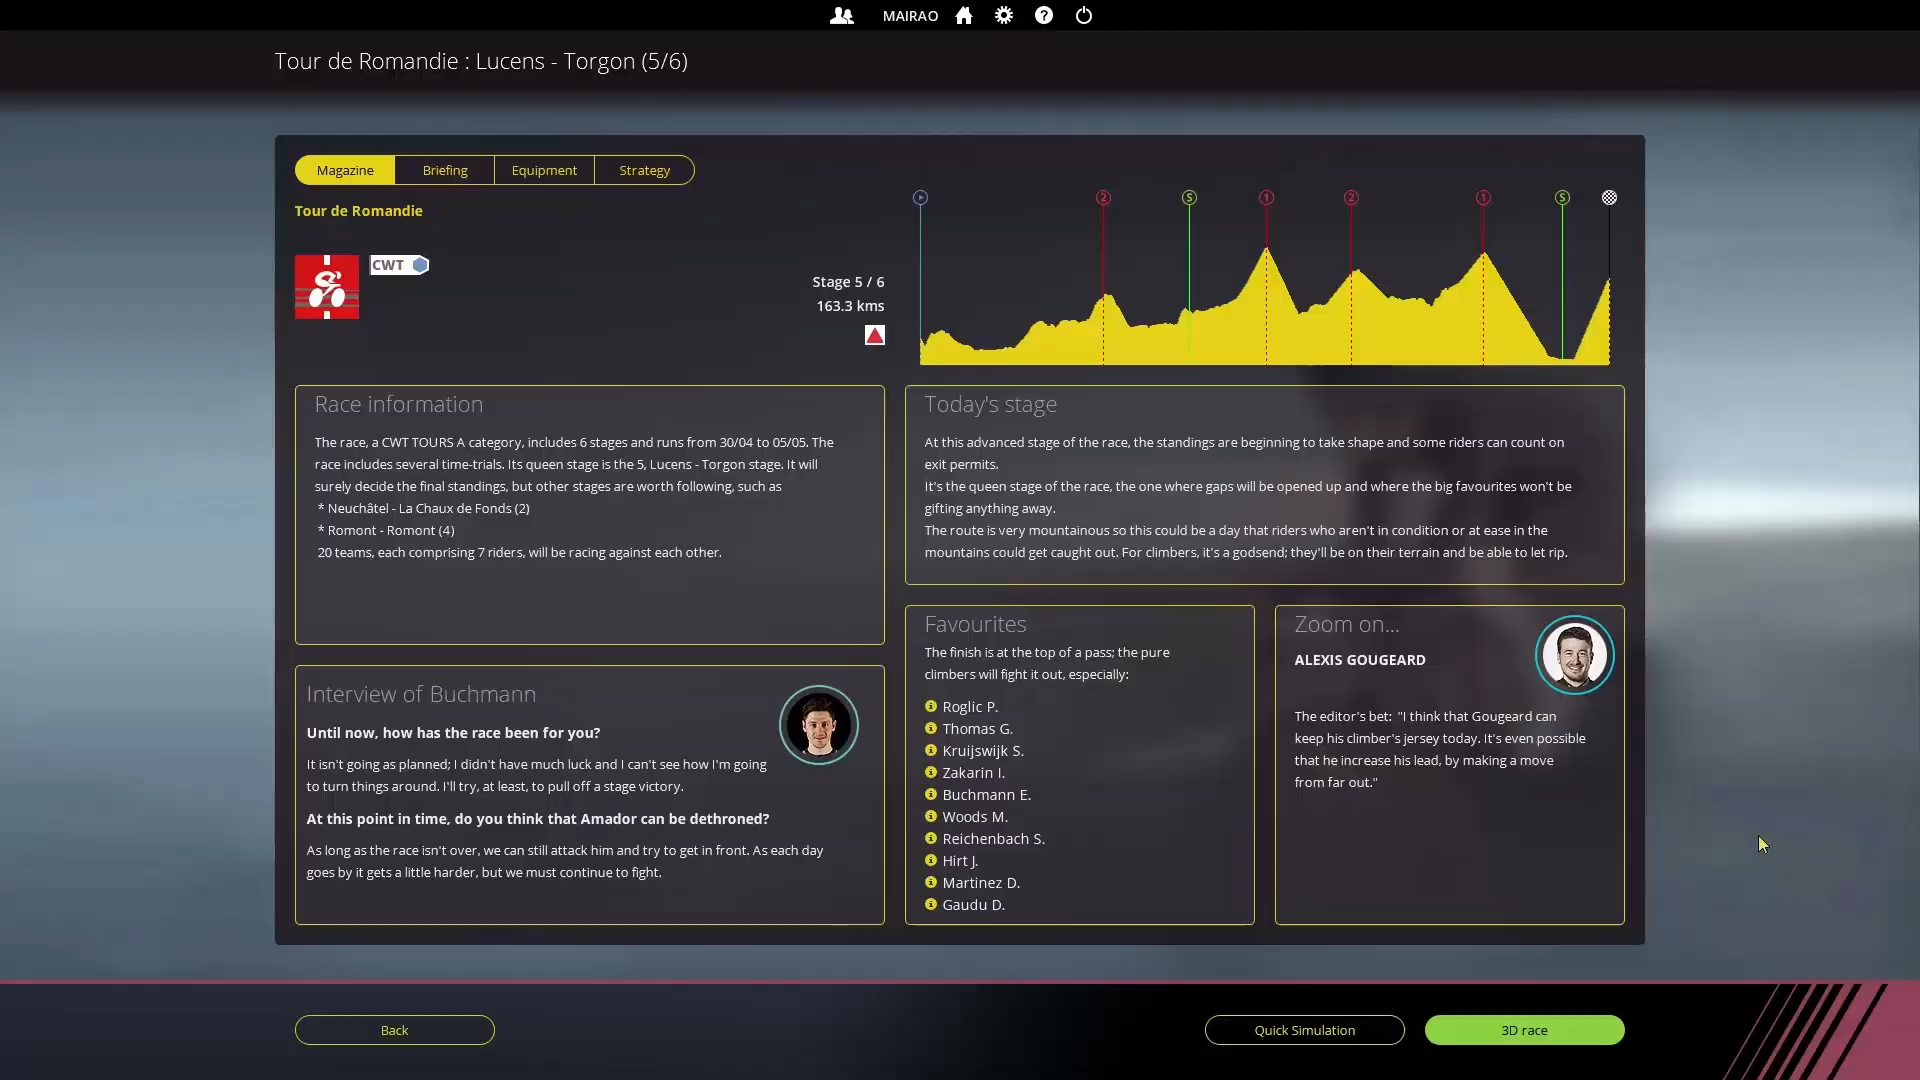 MAIRAO
Tour de Romandie : Lucens - Torgon (5/6)
Magazine
Briefing
Equipment
Strategy
Tour de Romandie
CWT
Stage 5 / 6
163.3 kms
2
S
1
2
1
S
Race information
The race, a CWT TOURS A category, includes 6 stages and runs from 30/04 to 05/05. The
race includes several time-trials. Its queen stage is the 5, Lucens - Torgon stage. It will
surely decide the final standings, but other stages are worth following, such as
* Neuchâtel - La Chaux de Fonds (2)
* Romont - Romont (4)
20 teams, each comprising 7 riders, will be racing against each other.
Today's stage
At this advanced stage of the race, the standings are beginning to take shape and some riders can count on
exit permits.
It's the queen stage of the race, the one where gaps will be opened up and where the big favourites won't be
gifting anything away.
The route is very mountainous so this could be a day that riders who aren't in condition or at ease in the
mountains could get caught out. For climbers, it's a godsend; they'll be on their terrain and be able to let rip.
Interview of Buchmann
Until now, how has the race been for you?
It isn't going as planned; I didn't have much luck and I can't see how I'm going
to turn things around. I'll try, at least, to pull off a stage victory.
At this point in time, do you think that Amador can be dethroned?
As long as the race isn't over, we can still attack him and try to get in front. As each day
goes by it gets a little harder, but we must continue to fight.
Favourites
The finish is at the top of a pass; the pure
climbers will fight it out, especially:
Roglic P.
Thomas G.
Kruijswijk S.
Zakarin I.
Buchmann E.
Woods M.
Reichenbach S.
Hirt J.
Martinez D.
Gaudu D.
Zoom on...
ALEXIS GOUGEARD
The editor's bet: "I think that Gougeard can
keep his climber's jersey today. It's even possible
that he increase his lead, by making a move
from far out."
Back
Quick Simulation
3D race